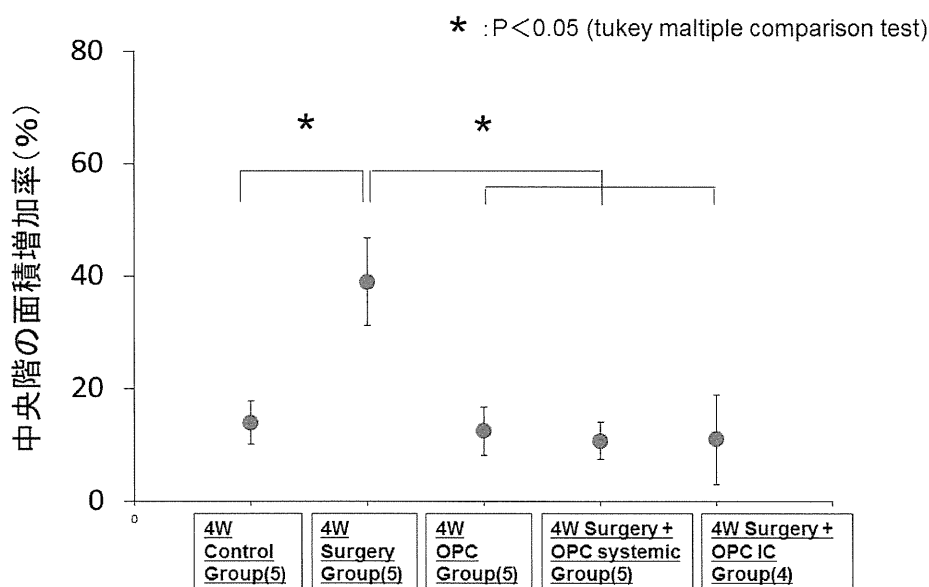 * :P＜0.05 (tukey maltiple comparison test)
80
60
40
20
0
中央階の面積増加率(%)
* *
0
4W
Control
Group(5)
4W
Surgery
Group(5)
4W
OPC
Group(5)
4W Surgery +
OPC systemic
Group(5)
4W Surgery +
OPC IC
Group(4)